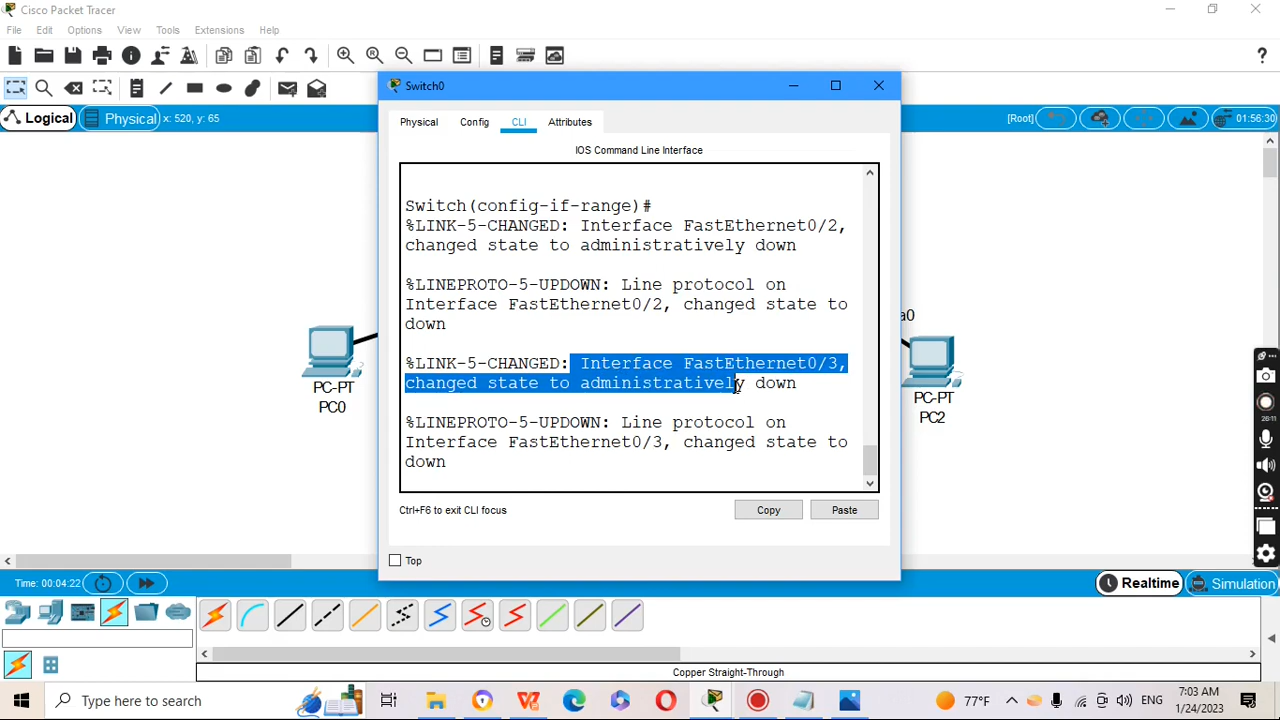 Cisco Packet Tracer
File Edit Options View Tools Extensions Help
?
Logical
Physical
x: 520, y: 65
[Root]
01:56:30
Switch0
Physical Config CLI Attributes
IOS Command Line Interface
Switch(config-if-range)#
%LINK-5-CHANGED: Interface FastEthernet0/2,
changed state to administratively down
%LINEPROTO-5-UPDOWN: Line protocol on
Interface FastEthernet0/2, changed state to
down
%LINK-5-CHANGED: Interface FastEthernet0/3,
changed state to administratively down
%LINEPROTO-5-UPDOWN: Line protocol on
Interface FastEthernet0/3, changed state to
down
Ctrl+F6 to exit CLI focus
Copy
Paste
Top
PC-PT
PC0
a0
PC-PT
PC2
26:11
Time: 00:04:22
Realtime
Simulation
Copper Straight-Through
Type here to search
77°F
ENG
7:03 AM
1/24/2023